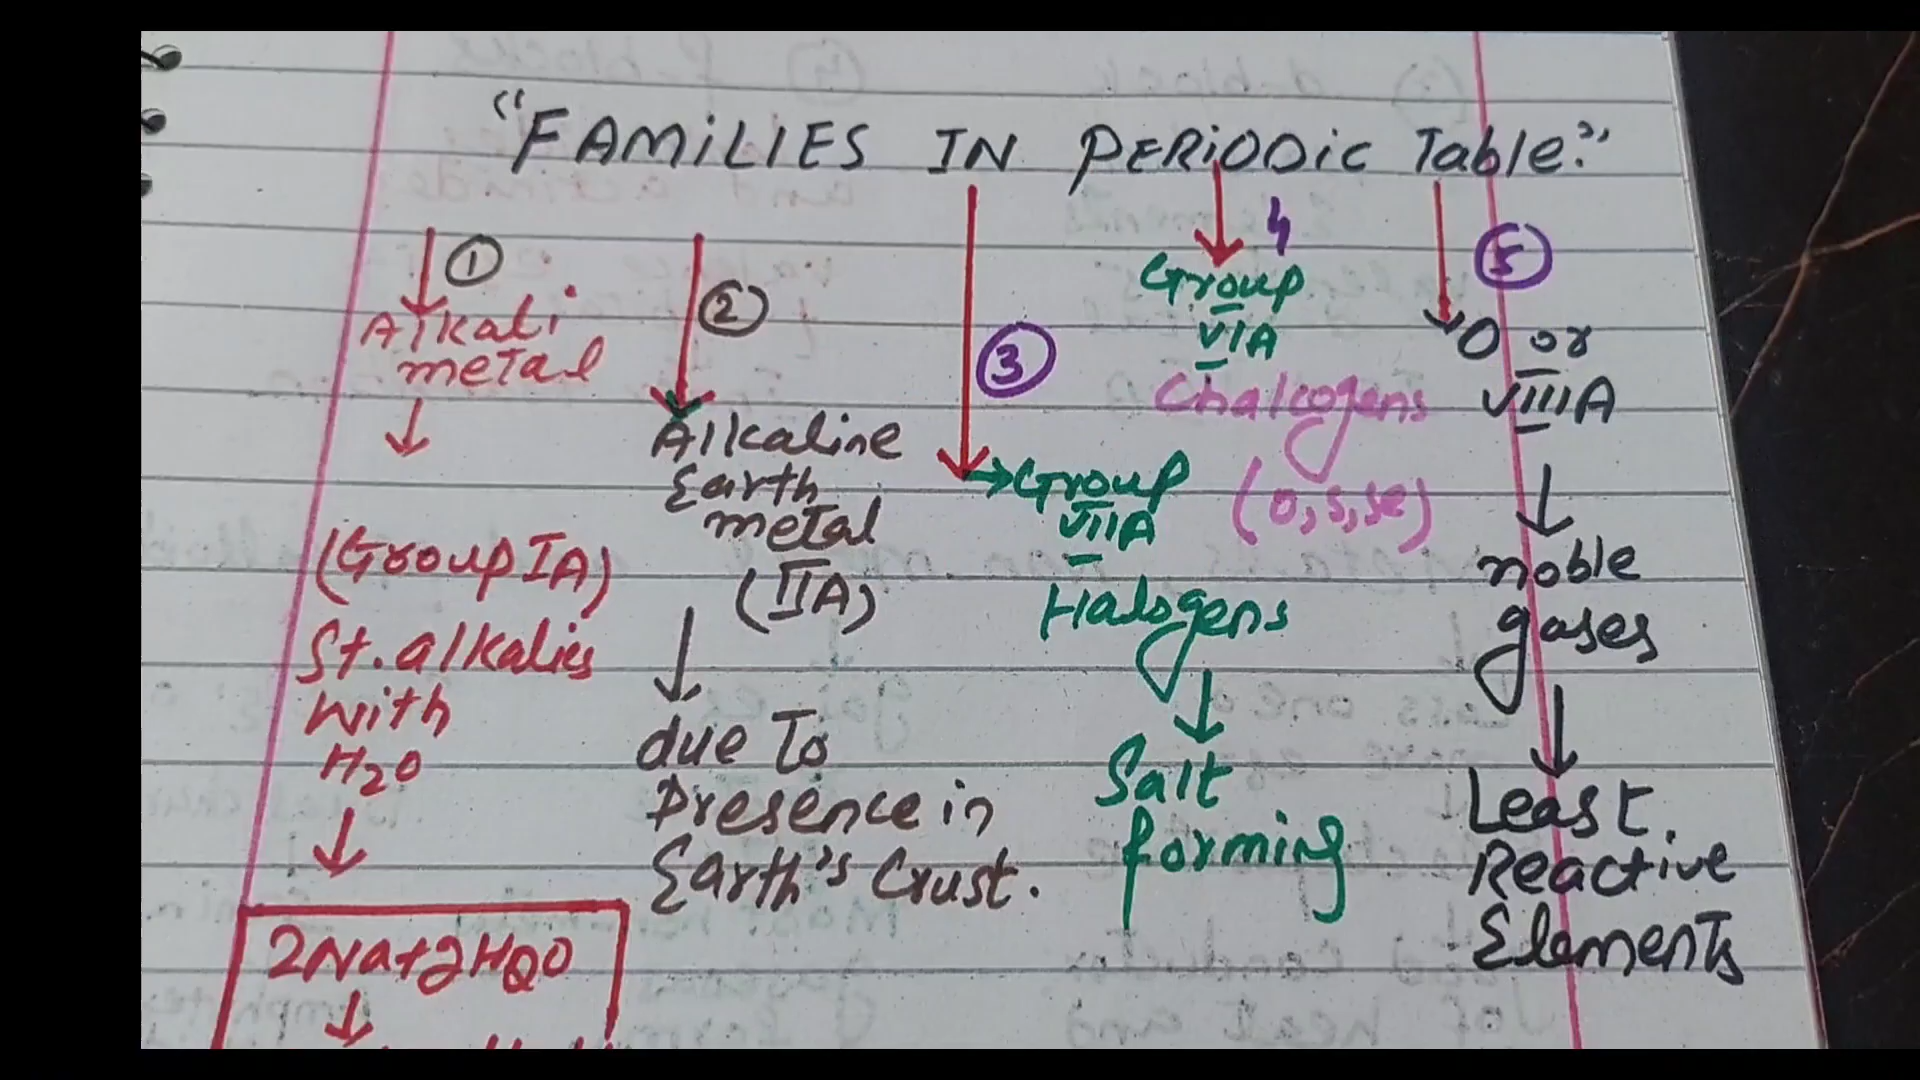 "FAMILIES IN PERIODIC Table."
①
Alkali
metal
(Group IA)
St. alkalies
with
H2O
2Na+2H2O
②
Alkaline
Earth
metal
(IIA)
due To
Presence in
Earth's Crust.
③
Group
VIIA
Halogens
Salt
forming
4
Group
VIA
Chalcogens
(O,S,Se)
⑤
O or
VIIIA
noble
gases
Least.
Reactive
Elements